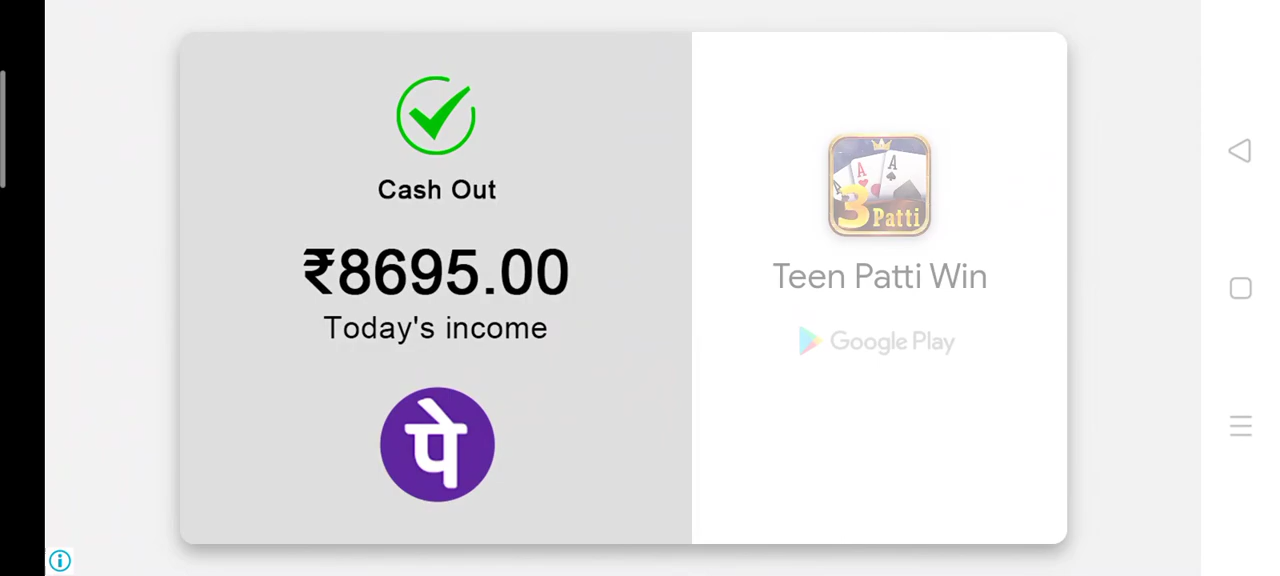 Cash Out
₹8695.00
Today's income
पे
A
A
3 Patti
Teen Patti Win
Google Play